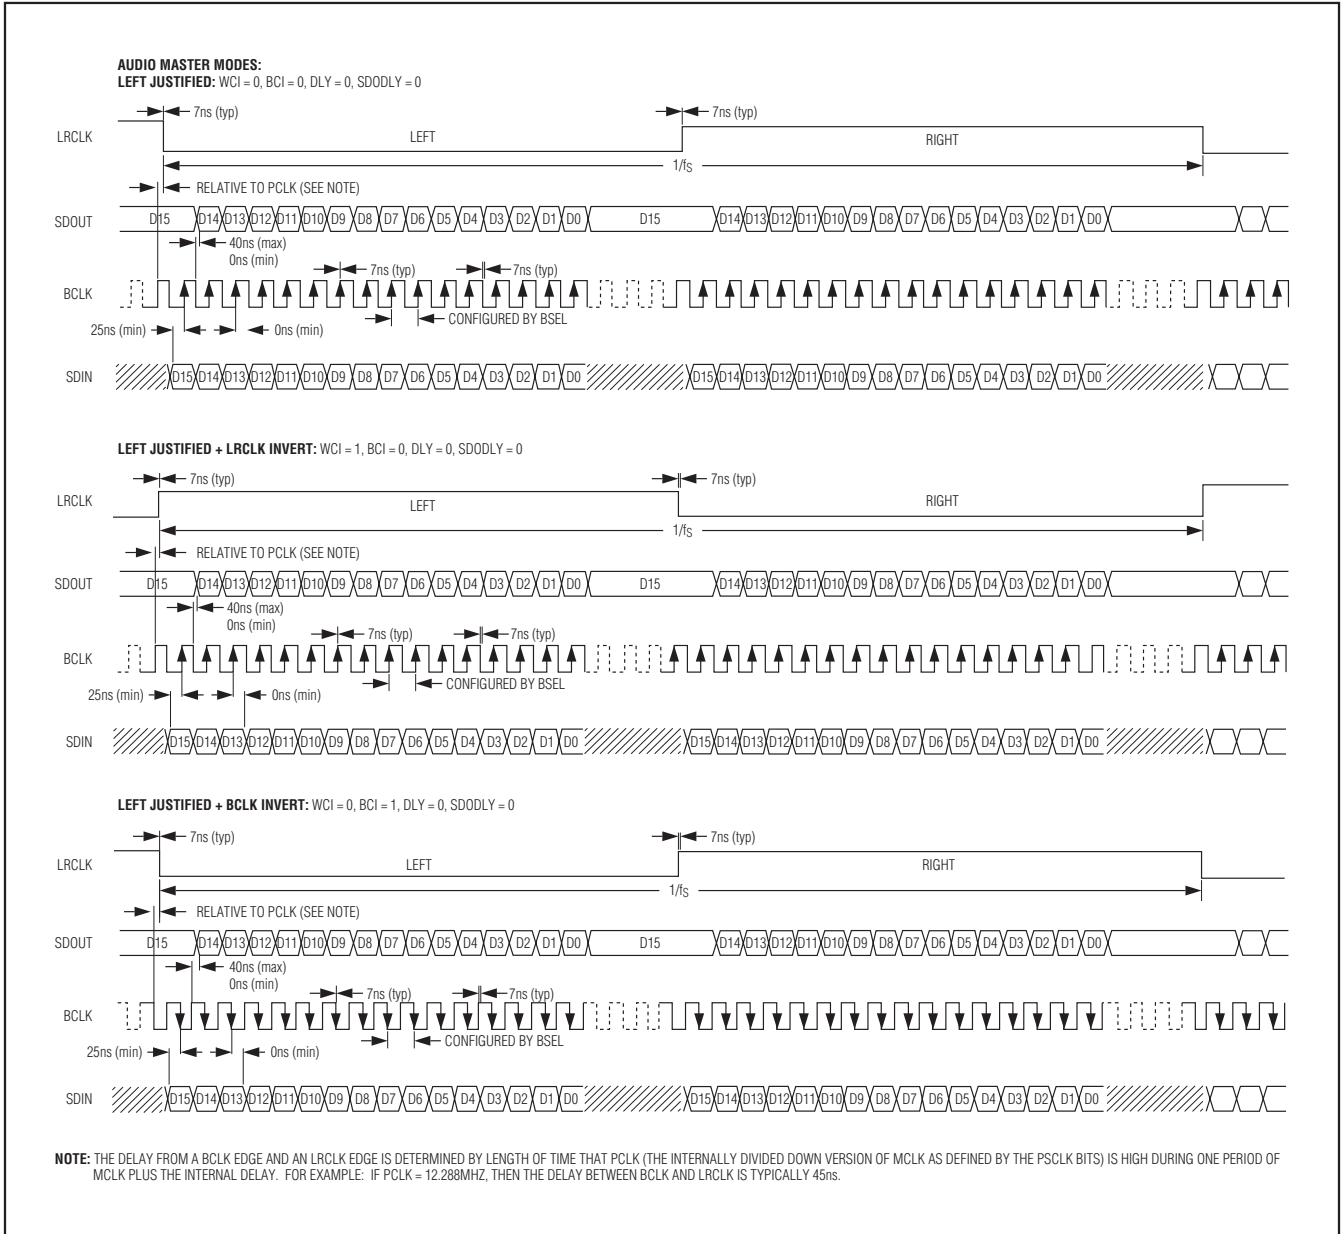 AUDIO MASTER MODES:
LEFT JUSTIFIED: WCI = 0, BCI = 0, DLY = 0, SDODLY = 0
7ns (typ) 7ns (typ)
LRCLK LEFT RIGHT
1/fS
RELATIVE TO PCLK (SEE NOTE)
SDOUT D15 D14 D13 D12 D11 D10 D9 D8 D7 D6 D5 D4 D3 D2 D1 D0 D15 D14 D13 D12 D11 D10 D9 D8 D7 D6 D5 D4 D3 D2 D1 D0
40ns (max)
0ns (min)
7ns (typ) 7ns (typ)
BCLK
CONFIGURED BY BSEL
25ns (min) 0ns (min)
SDIN D15 D14 D13 D12 D11 D10 D9 D8 D7 D6 D5 D4 D3 D2 D1 D0 D15 D14 D13 D12 D11 D10 D9 D8 D7 D6 D5 D4 D3 D2 D1 D0
LEFT JUSTIFIED + LRCLK INVERT: WCI = 1, BCI = 0, DLY = 0, SDODLY = 0
7ns (typ) 7ns (typ)
LRCLK LEFT RIGHT
1/fS
RELATIVE TO PCLK (SEE NOTE)
SDOUT D15 D14 D13 D12 D11 D10 D9 D8 D7 D6 D5 D4 D3 D2 D1 D0 D15 D14 D13 D12 D11 D10 D9 D8 D7 D6 D5 D4 D3 D2 D1 D0
40ns (max)
0ns (min)
7ns (typ) 7ns (typ)
BCLK
CONFIGURED BY BSEL
25ns (min) 0ns (min)
SDIN D15 D14 D13 D12 D11 D10 D9 D8 D7 D6 D5 D4 D3 D2 D1 D0 D15 D14 D13 D12 D11 D10 D9 D8 D7 D6 D5 D4 D3 D2 D1 D0
LEFT JUSTIFIED + BCLK INVERT: WCI = 0, BCI = 1, DLY = 0, SDODLY = 0
7ns (typ) 7ns (typ)
LRCLK LEFT RIGHT
1/fS
RELATIVE TO PCLK (SEE NOTE)
SDOUT D15 D14 D13 D12 D11 D10 D9 D8 D7 D6 D5 D4 D3 D2 D1 D0 D15 D14 D13 D12 D11 D10 D9 D8 D7 D6 D5 D4 D3 D2 D1 D0
40ns (max)
0ns (min)
7ns (typ) 7ns (typ)
BCLK
CONFIGURED BY BSEL
25ns (min) 0ns (min)
SDIN D15 D14 D13 D12 D11 D10 D9 D8 D7 D6 D5 D4 D3 D2 D1 D0 D15 D14 D13 D12 D11 D10 D9 D8 D7 D6 D5 D4 D3 D2 D1 D0
NOTE: THE DELAY FROM A BCLK EDGE AND AN LRCLK EDGE IS DETERMINED BY LENGTH OF TIME THAT PCLK (THE INTERNALLY DIVIDED DOWN VERSION OF MCLK AS DEFINED BY THE PSCLK BITS) IS HIGH DURING ONE PERIOD OF
MCLK PLUS THE INTERNAL DELAY. FOR EXAMPLE: IF PCLK = 12.288MHZ, THEN THE DELAY BETWEEN BCLK AND LRCLK IS TYPICALLY 45ns.